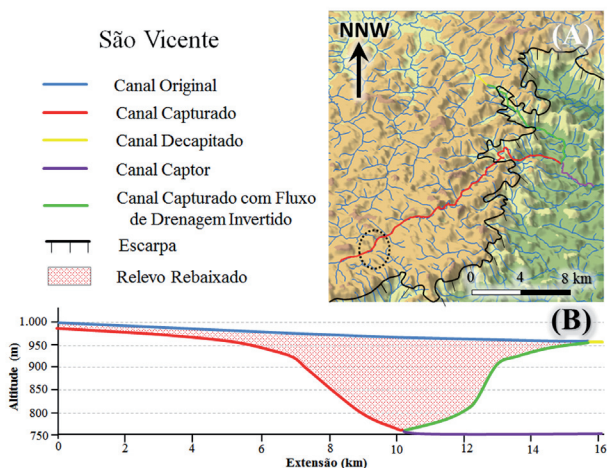 São Vicente
Canal Original
Canal Capturado
Canal Decapitado
Canal Captor
Canal Capturado com Fluxo
de Drenagem Invertido
Escarpa
Relevo Rebaixado
(A)
NNW
0 4 8 km
(B)
Altitude (m)
1.000
950
900
850
800
750
0 2 4 6 8 10 12 14 16
Extensão (km)